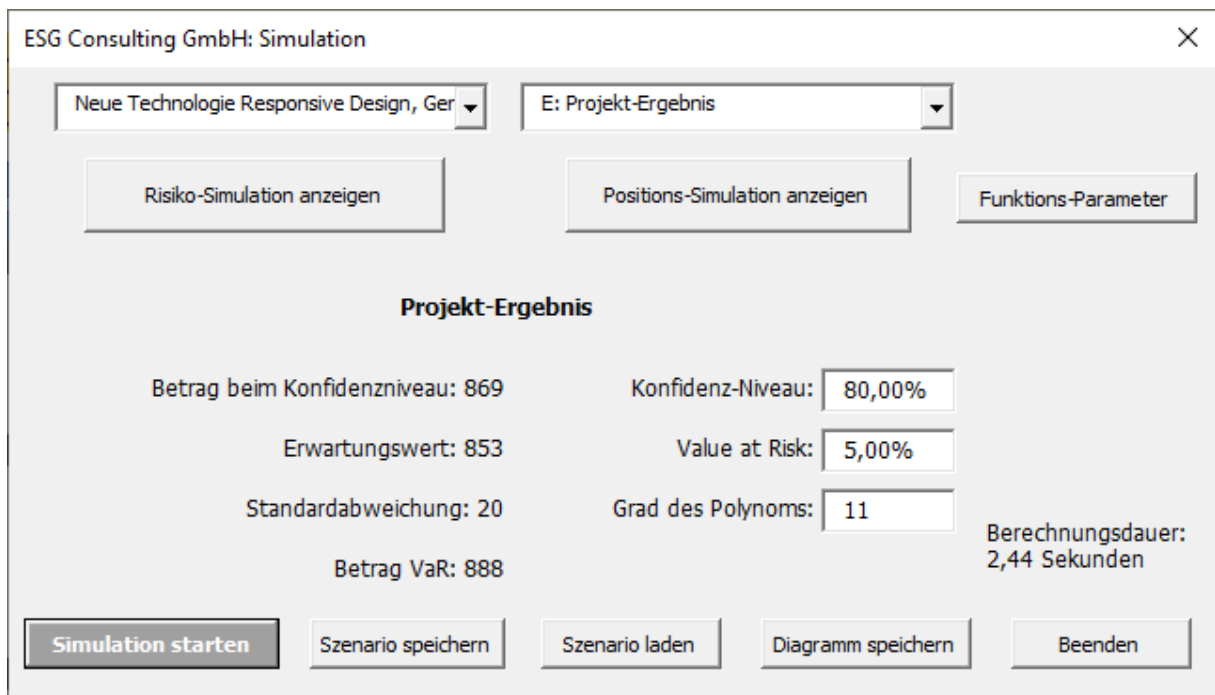 ESG Consulting GmbH: Simulation
Neue Technologie Responsive Design, Ger
E: Projekt-Ergebnis
Risiko-Simulation anzeigen
Positions-Simulation anzeigen
Funktions-Parameter
Projekt-Ergebnis
Betrag beim Konfidenzniveau: 869
Konfidenz-Niveau: 80,00%
Erwartungswert: 853
Value at Risk: 5,00%
Standardabweichung: 20
Grad des Polynoms: 11
Betrag VaR: 888
Berechnungsdauer:
2,44 Sekunden
Simulation starten
Szenario speichern
Szenario laden
Diagramm speichern
Beenden